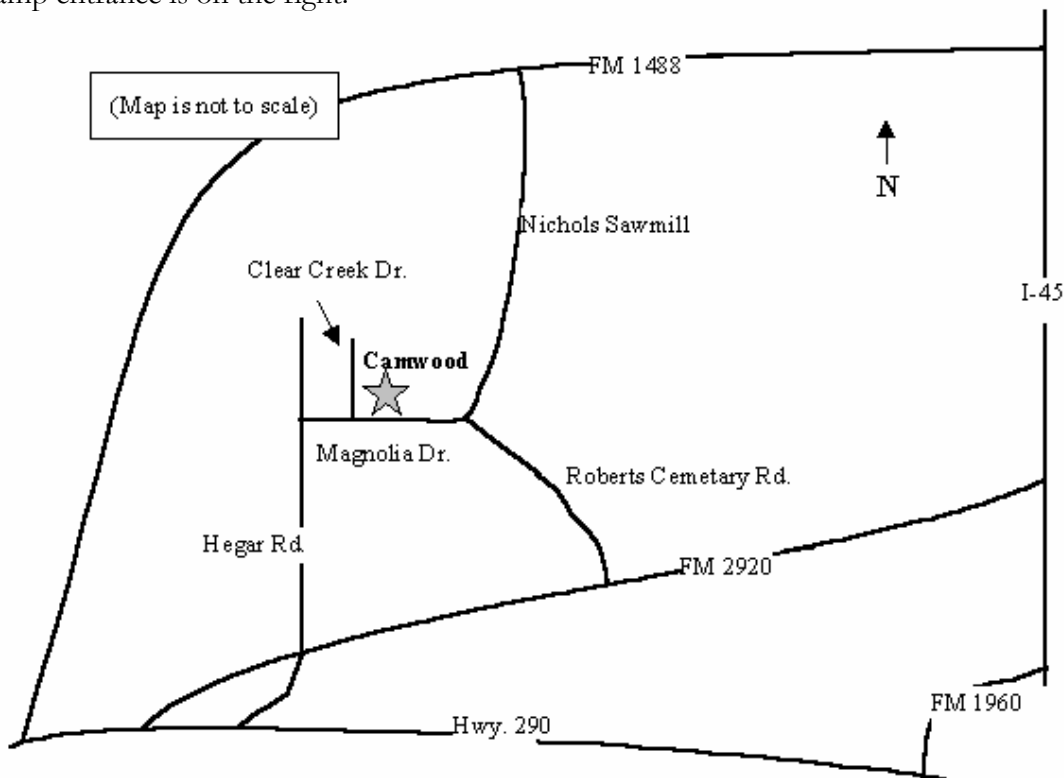 amp entrance is on the right.
FM 1488
(Map is not to scale)
N
Nichols Sawmill
Clear Creek Dr.
I-45
Camwood
Magnolia Dr.
Roberts Cemetary Rd.
Hegar Rd
FM 2920
FM 1960
Hwy. 290